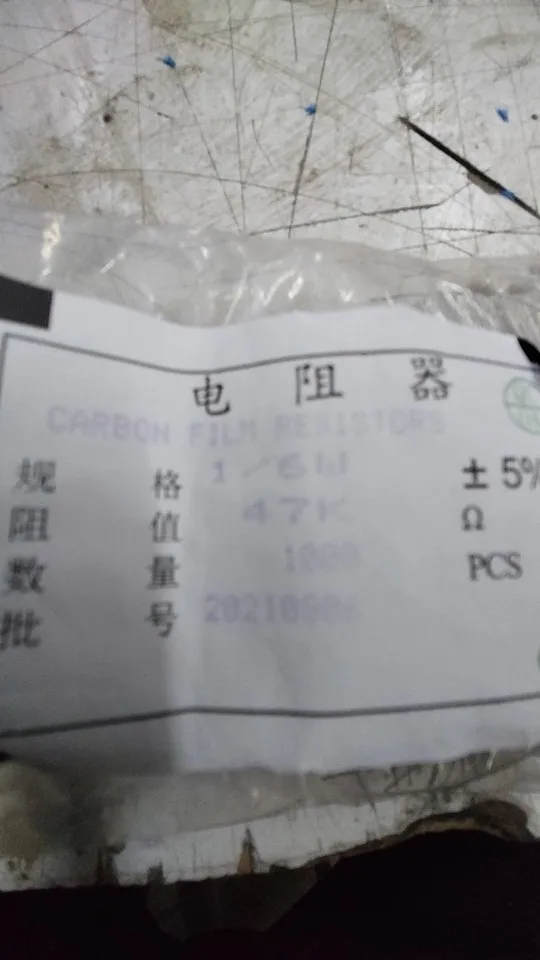 电 阻 器
CARBON FILM RESISTORS
规 格 1/6W ± 5%
阻 值 47K Ω
数 量 1000 PCS
批 号